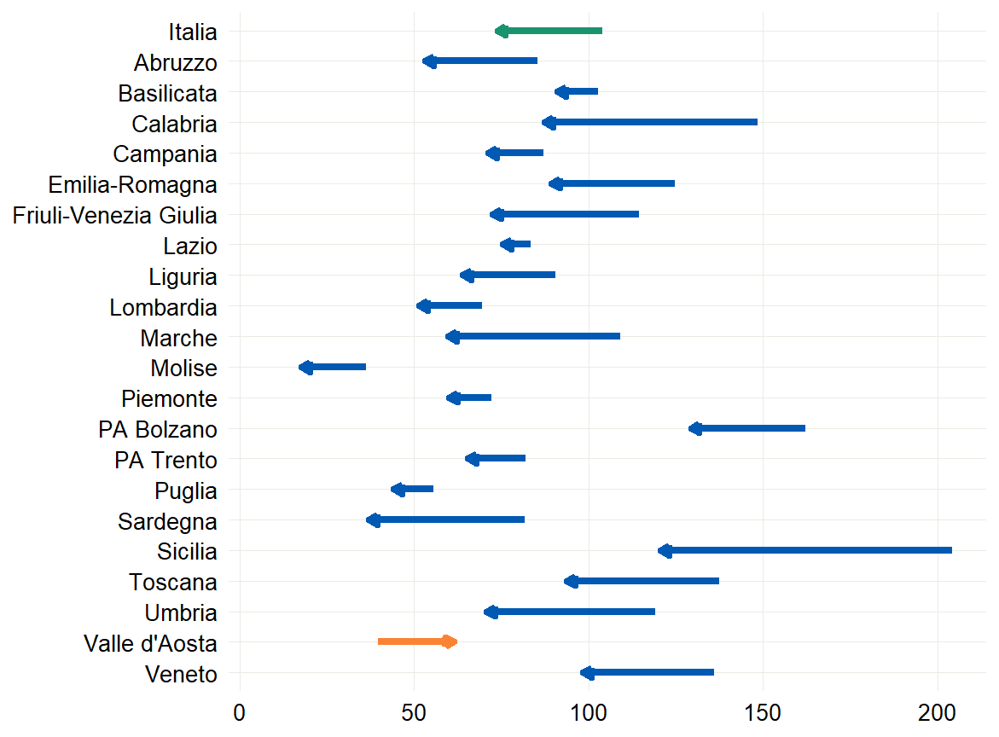 Italia
Abruzzo
Basilicata
Calabria
Campania
Emilia-Romagna
Friuli-Venezia Giulia
Lazio
Liguria
Lombardia
Marche
Molise
Piemonte
PA Bolzano
PA Trento
Puglia
Sardegna
Sicilia
Toscana
Umbria
Valle d'Aosta
Veneto
0 50 100 150 200